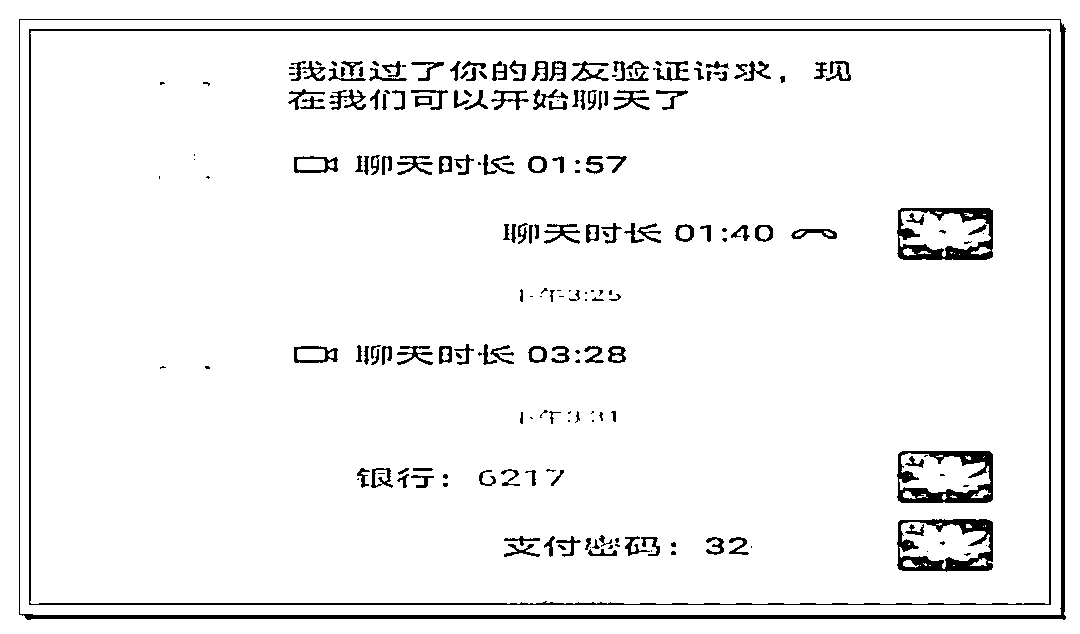 我通过了你的朋友验证请求，现
在我们可以开始聊天了
聊天时长 01:57
聊天时长 01:40
下午3:25
聊天时长 03:28
下午3:31
银行：6217
支付密码：32